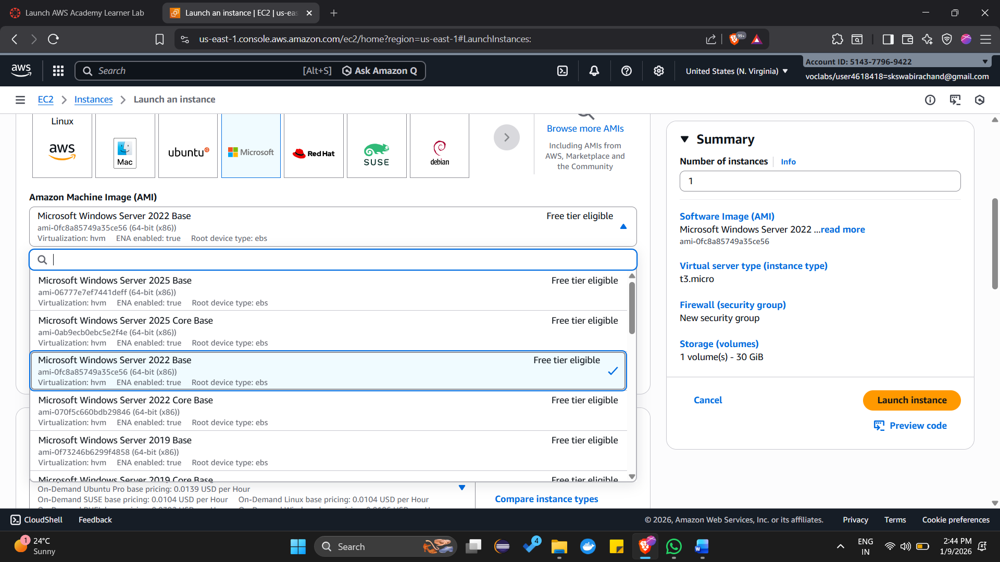 Launch AWS Academy Learner Lab
Launch an instance | EC2 | us-eas
us-east-1.console.aws.amazon.com/ec2/home?region=us-east-1#LaunchInstances:
99+
aws
Search
[Alt+S]
Ask Amazon Q
United States (N. Virginia)
Account ID: 5143-7796-9422
voclabs/user4618418=skswabirachand@gmail.com
EC2
Instances
Launch an instance
Linux
aws
Mac
ubuntu
Microsoft
Red Hat
SUSE
debian
Browse more AMIs
Including AMIs from
AWS, Marketplace and
the Community
Amazon Machine Image (AMI)
Microsoft Windows Server 2022 Base
Free tier eligible
ami-0fc8a85749a35ce56 (64-bit (x86))
Virtualization: hvm ENA enabled: true Root device type: ebs
Microsoft Windows Server 2025 Base
Free tier eligible
ami-06777e7ef7441deff (64-bit (x86))
Virtualization: hvm ENA enabled: true Root device type: ebs
Microsoft Windows Server 2025 Core Base
Free tier eligible
ami-0ab9ecb0ebc5e2f4e (64-bit (x86))
Virtualization: hvm ENA enabled: true Root device type: ebs
Microsoft Windows Server 2022 Base
Free tier eligible
ami-0fc8a85749a35ce56 (64-bit (x86))
Virtualization: hvm ENA enabled: true Root device type: ebs
Microsoft Windows Server 2022 Core Base
Free tier eligible
ami-070f5c660bdb29846 (64-bit (x86))
Virtualization: hvm ENA enabled: true Root device type: ebs
Microsoft Windows Server 2019 Base
Free tier eligible
ami-0f73246b6299f4858 (64-bit (x86))
Virtualization: hvm ENA enabled: true Root device type: ebs
Microsoft Windows Server 2019 Core Base
Free tier eligible
On-Demand Ubuntu Pro base pricing: 0.0139 USD per Hour
On-Demand SUSE base pricing: 0.0104 USD per Hour On-Demand Linux base pricing: 0.0104 USD per Hour
Compare instance types
Summary
Number of instances
Info
1
Software Image (AMI)
Microsoft Windows Server 2022 ...read more
ami-0fc8a85749a35ce56
Virtual server type (instance type)
t3.micro
Firewall (security group)
New security group
Storage (volumes)
1 volume(s) - 30 GiB
Cancel
Launch instance
Preview code
CloudShell
Feedback
© 2026, Amazon Web Services, Inc. or its affiliates.
Privacy
Terms
Cookie preferences
1
24°C
Sunny
Search
4
W
ENG
IN
2:44 PM
1/9/2026